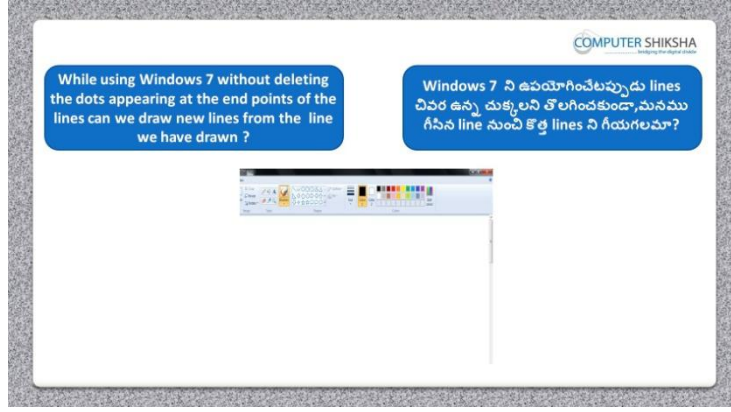 COMPUTER SHIKSHA
While using Windows 7 without deleting
the dots appearing at the end points of the
lines can we draw new lines from the line
we have drawn ?
Windows 7 ని ఉపయోగించేటప్పుడు lines
చివర ఉన్న చుక్కలని తొలగించకుండా,మనము
గీసిన line నుంచి కొత్త lines ని గీయగలమా?